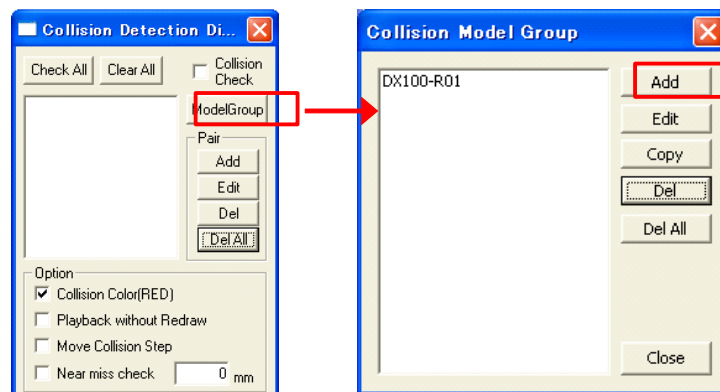 Collision Detection Di...
Check All Clear All Collision Check
ModelGroup
Pair
Add
Edit
Del
Del All
Option
Collision Color(RED)
Playback without Redraw
Move Collision Step
Near miss check 0 mm
Collision Model Group
DX100-R01
Add
Edit
Copy
Del
Del All
Close